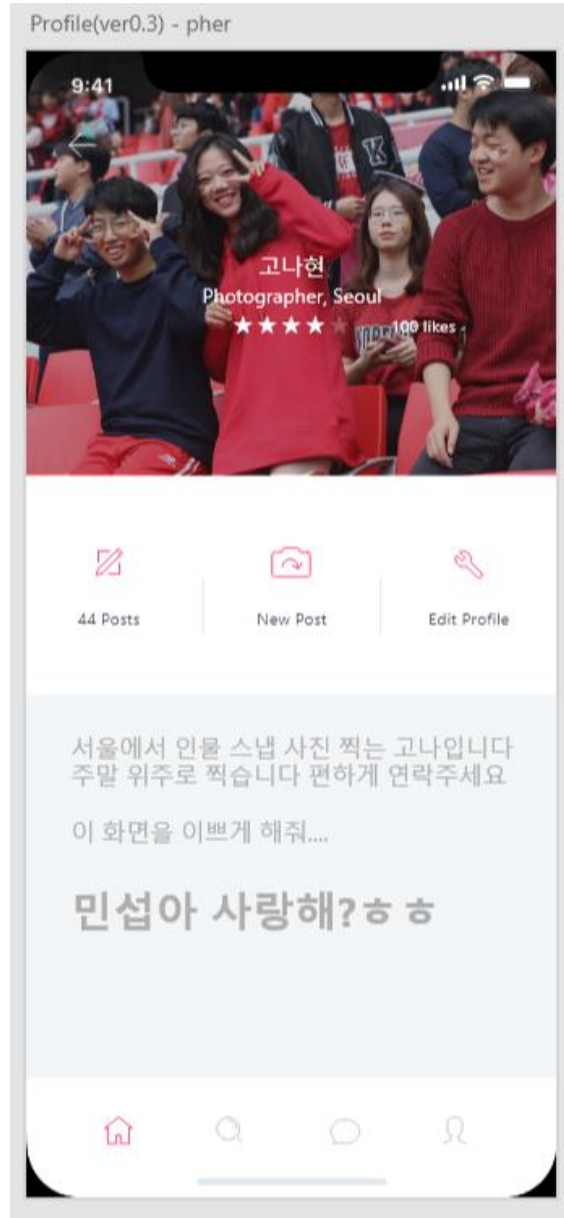 Profile(ver0.3) - pher
9:41
고나현
Photographer, Seoul
100 likes
44 Posts
New Post
Edit Profile
서울에서 인물 스냅 사진 찍는 고나입니다
주말 위주로 찍습니다 편하게 연락주세요
이 화면을 이쁘게 해줘....
민섭아 사랑해?ㅎㅎ